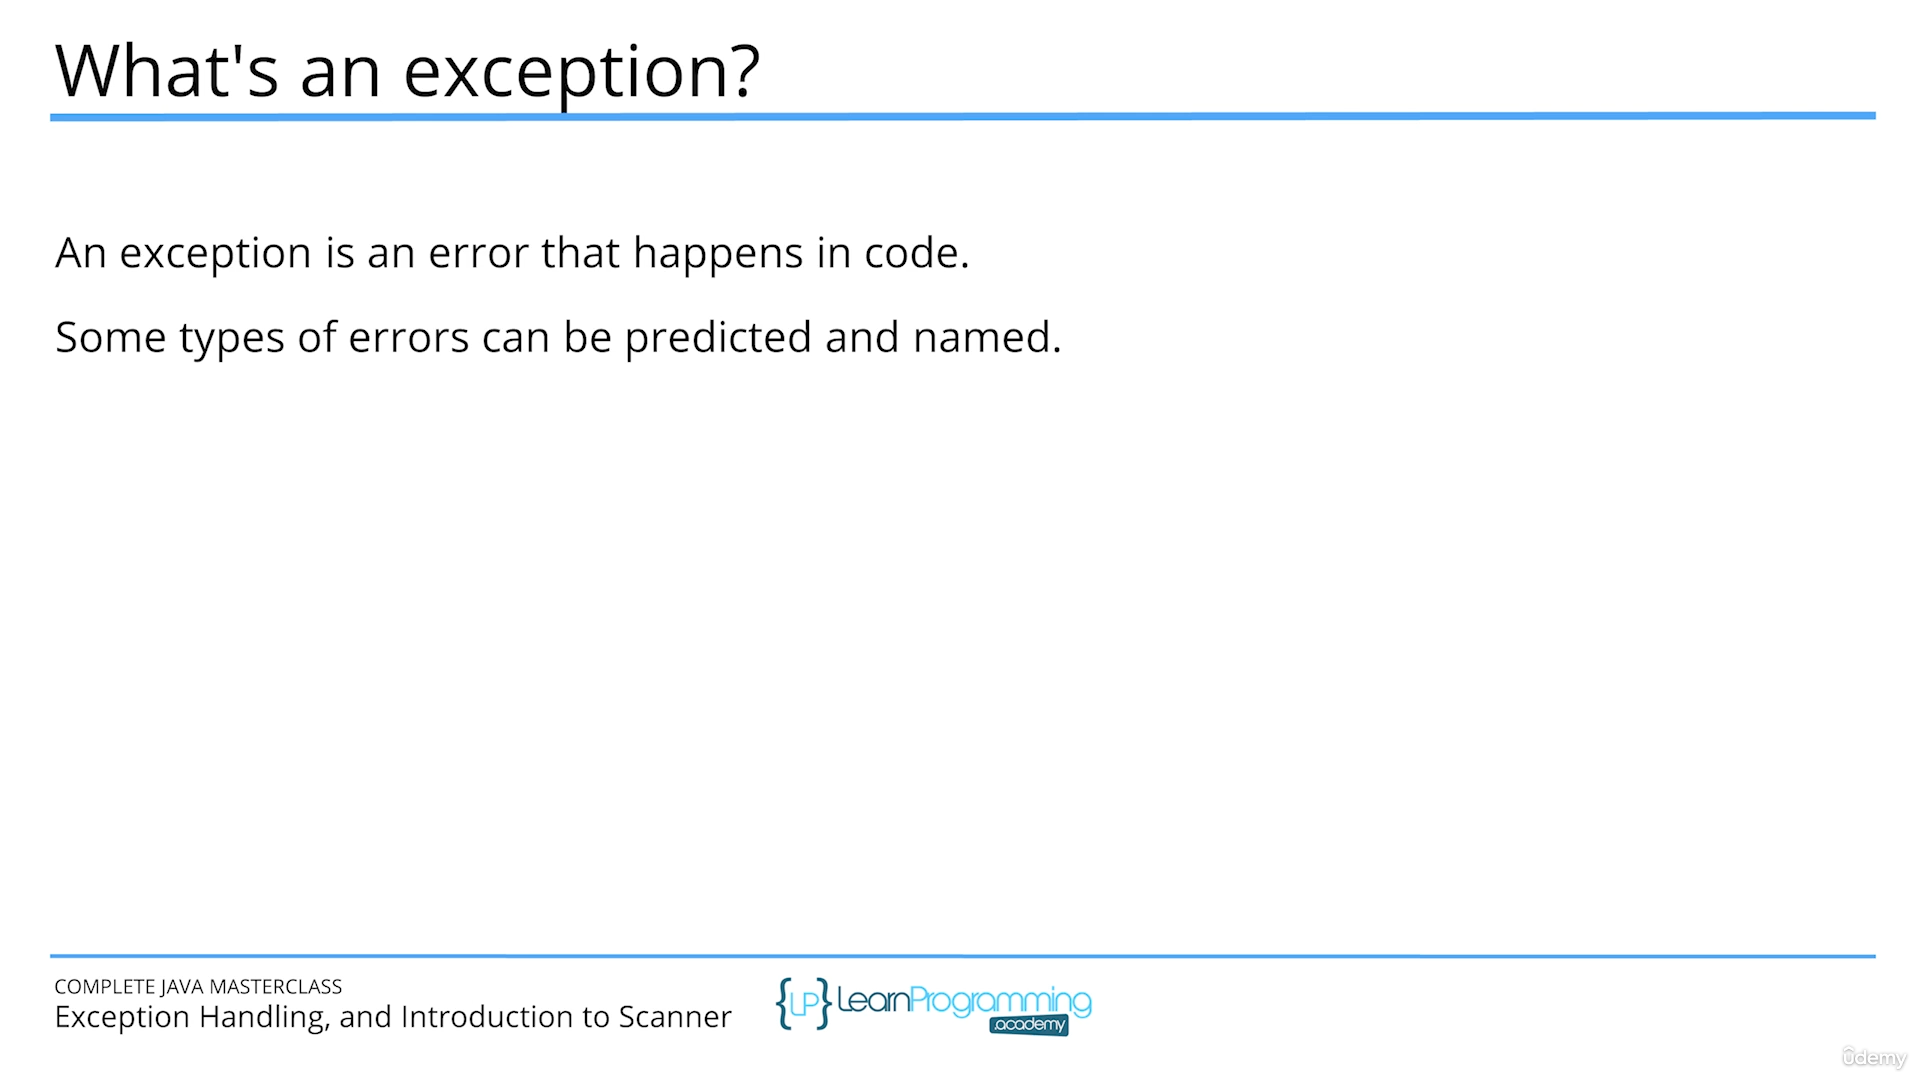 What's an exception?
An exception is an error that happens in code.
Some types of errors can be predicted and named.
COMPLETE JAVA MASTERCLASS
Exception Handling, and Introduction to Scanner
{LP} LearnProgramming
.academy
ûdemy